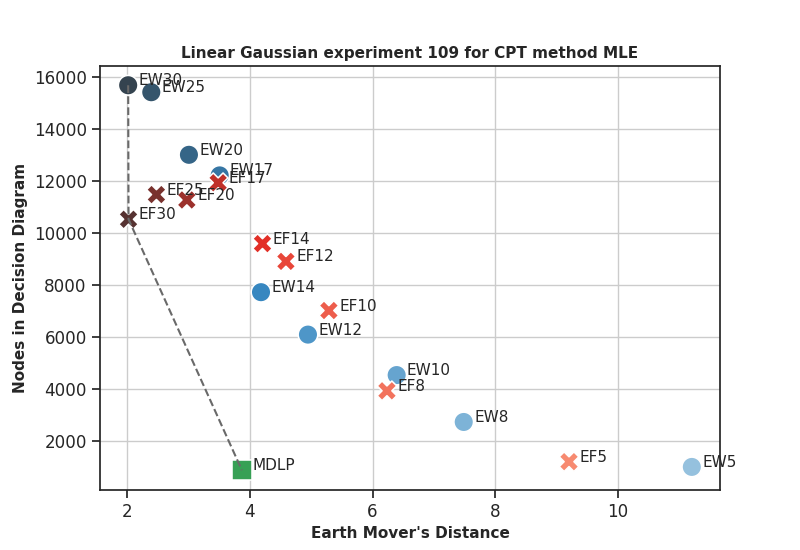 Linear Gaussian experiment 109 for CPT method MLE
Nodes in Decision Diagram
16000
14000
12000
10000
8000
6000
4000
2000
EW30
EW25
EW20
EW17
EF17
EF25
EF20
EF30
EF14
EF12
EW14
EF10
EW12
EW10
EF8
EW8
EF5
EW5
MDLP
2
4
6
8
10
Earth Mover's Distance